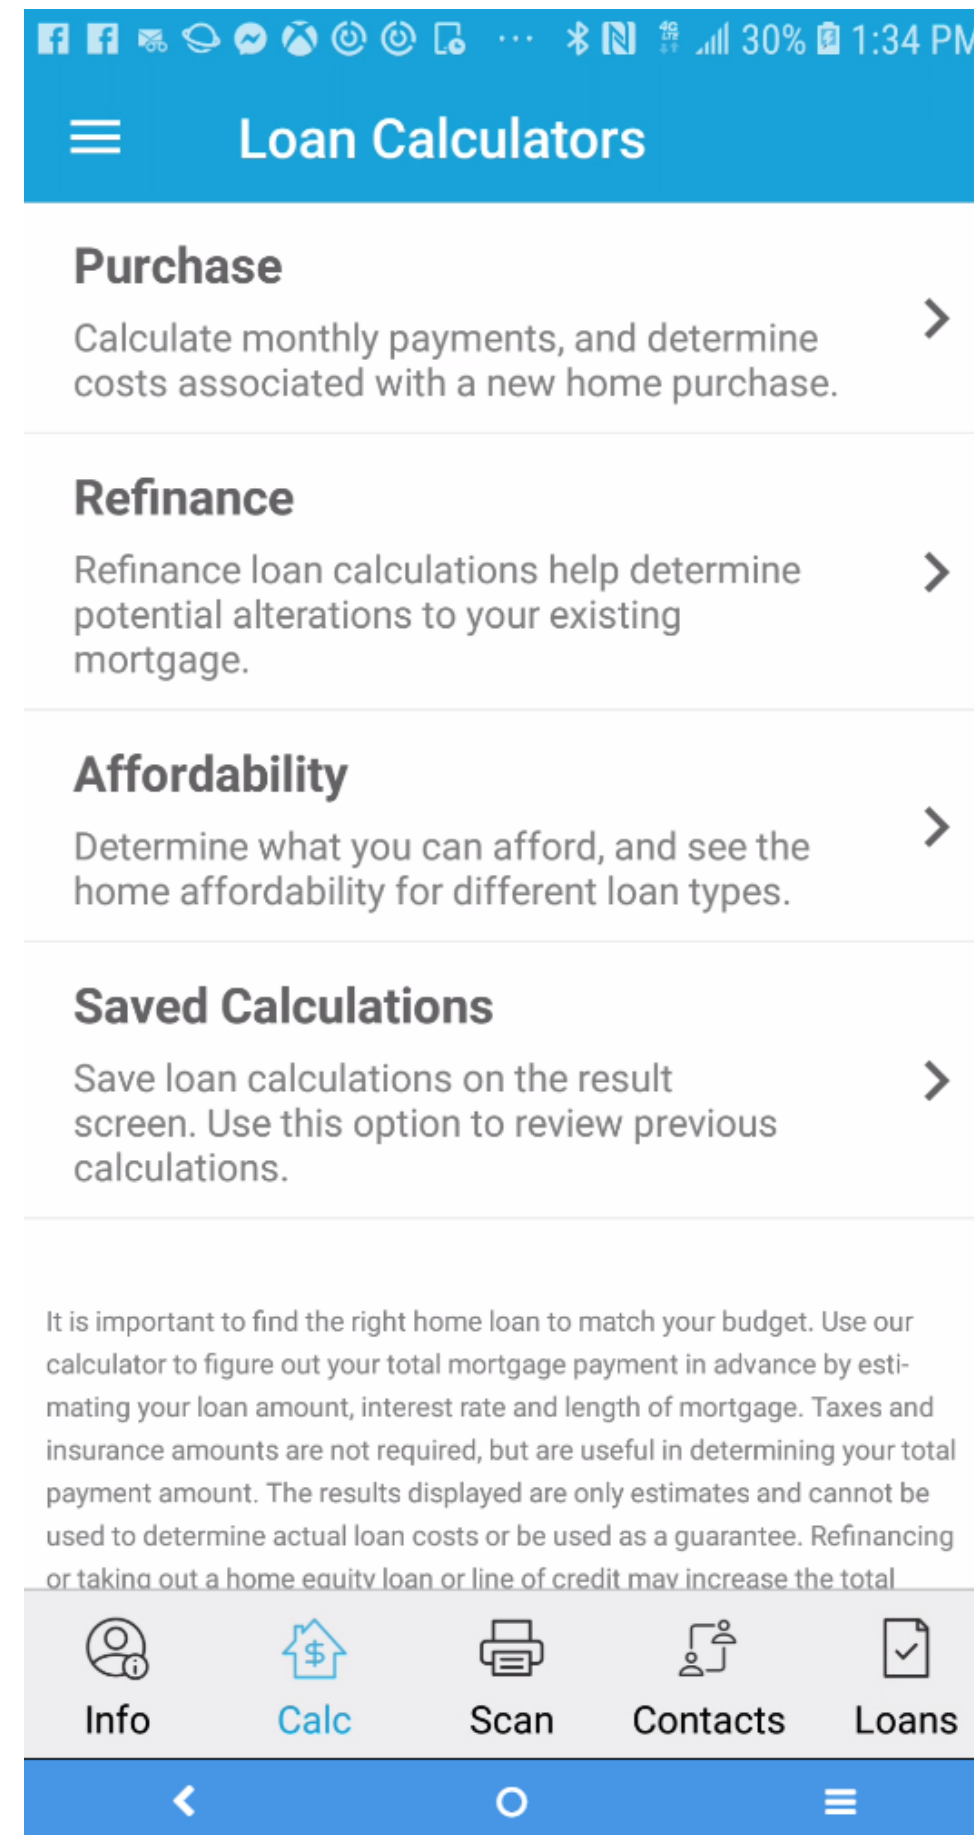 30% 1:34 PM
Loan Calculators
Purchase
Calculate monthly payments, and determine
costs associated with a new home purchase.
Refinance
Refinance loan calculations help determine
potential alterations to your existing
mortgage.
Affordability
Determine what you can afford, and see the
home affordability for different loan types.
Saved Calculations
Save loan calculations on the result
screen. Use this option to review previous
calculations.
It is important to find the right home loan to match your budget. Use our
calculator to figure out your total mortgage payment in advance by esti-
mating your loan amount, interest rate and length of mortgage. Taxes and
insurance amounts are not required, but are useful in determining your total
payment amount. The results displayed are only estimates and cannot be
used to determine actual loan costs or be used as a guarantee. Refinancing
or taking out a home equity loan or line of credit may increase the total
Info Calc Scan Contacts Loans